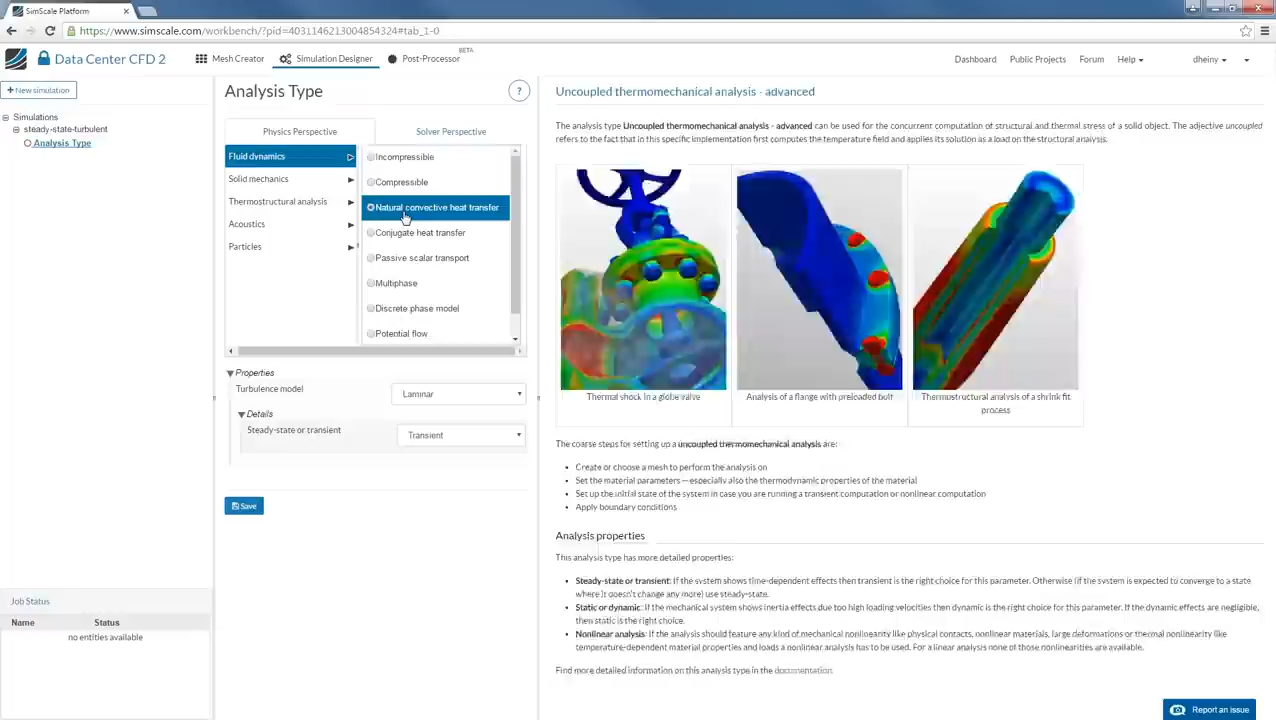 SimScale Platform
https://www.simscale.com/workbench/?pid=4031146213004854324#tab_1-0
Data Center CFD 2
Mesh Creator
Simulation Designer
Post-Processor
BETA
Dashboard
Public Projects
Forum
Help
dheiny
+ New simulation
Simulations
steady-state-turbulent
Analysis Type
Job Status
Name Status
no entities available
Analysis Type
?
Physics Perspective
Solver Perspective
Fluid dynamics
Solid mechanics
Thermostructural analysis
Acoustics
Particles
Incompressible
Compressible
Natural convective heat transfer
Conjugate heat transfer
Passive scalar transport
Multiphase
Discrete phase model
Potential flow
Properties
Turbulence model Laminar
Details
Steady-state or transient Transient
Save
Uncoupled thermomechanical analysis - advanced
The analysis type Uncoupled thermomechanical analysis - advanced can be used for the concurrent computation of structural and thermal stress of a solid object. The adjective uncoupled
refers to the fact that in this specific implementation first computes the temperature field and applies its solution as a load on the structural analysis.
Thermal shock in a globe valve
Analysis of a flange with preloaded bolt
Thermostructural analysis of a shrink fit
process
The coarse steps for setting up a uncoupled thermomechanical analysis are:
• Create or choose a mesh to perform the analysis on
• Set the material parameters — especially also the thermodynamic properties of the material
• Set up the initial state of the system in case you are running a transient computation or nonlinear computation
• Apply boundary conditions
Analysis properties
This analysis type has more detailed properties:
• Steady-state or transient: If the system shows time-dependent effects then transient is the right choice for this parameter. Otherwise (if the system is expected to converge to a state
where it doesn't change any more) use steady-state.
• Static or dynamic: If the mechanical system shows inertia effects due too high loading velocities then dynamic is the right choice for this parameter. If the dynamic effects are negligible,
then static is the right choice.
• Nonlinear analysis: If the analysis should feature any kind of mechanical nonlinearity like physical contacts, nonlinear materials, large deformations or thermal nonlinearity like
temperature-dependent material properties and loads a nonlinear analysis has to be used. For a linear analysis none of those nonlinearities are available.
Find more detailed information on this analysis type in the documentation.
Report an issue